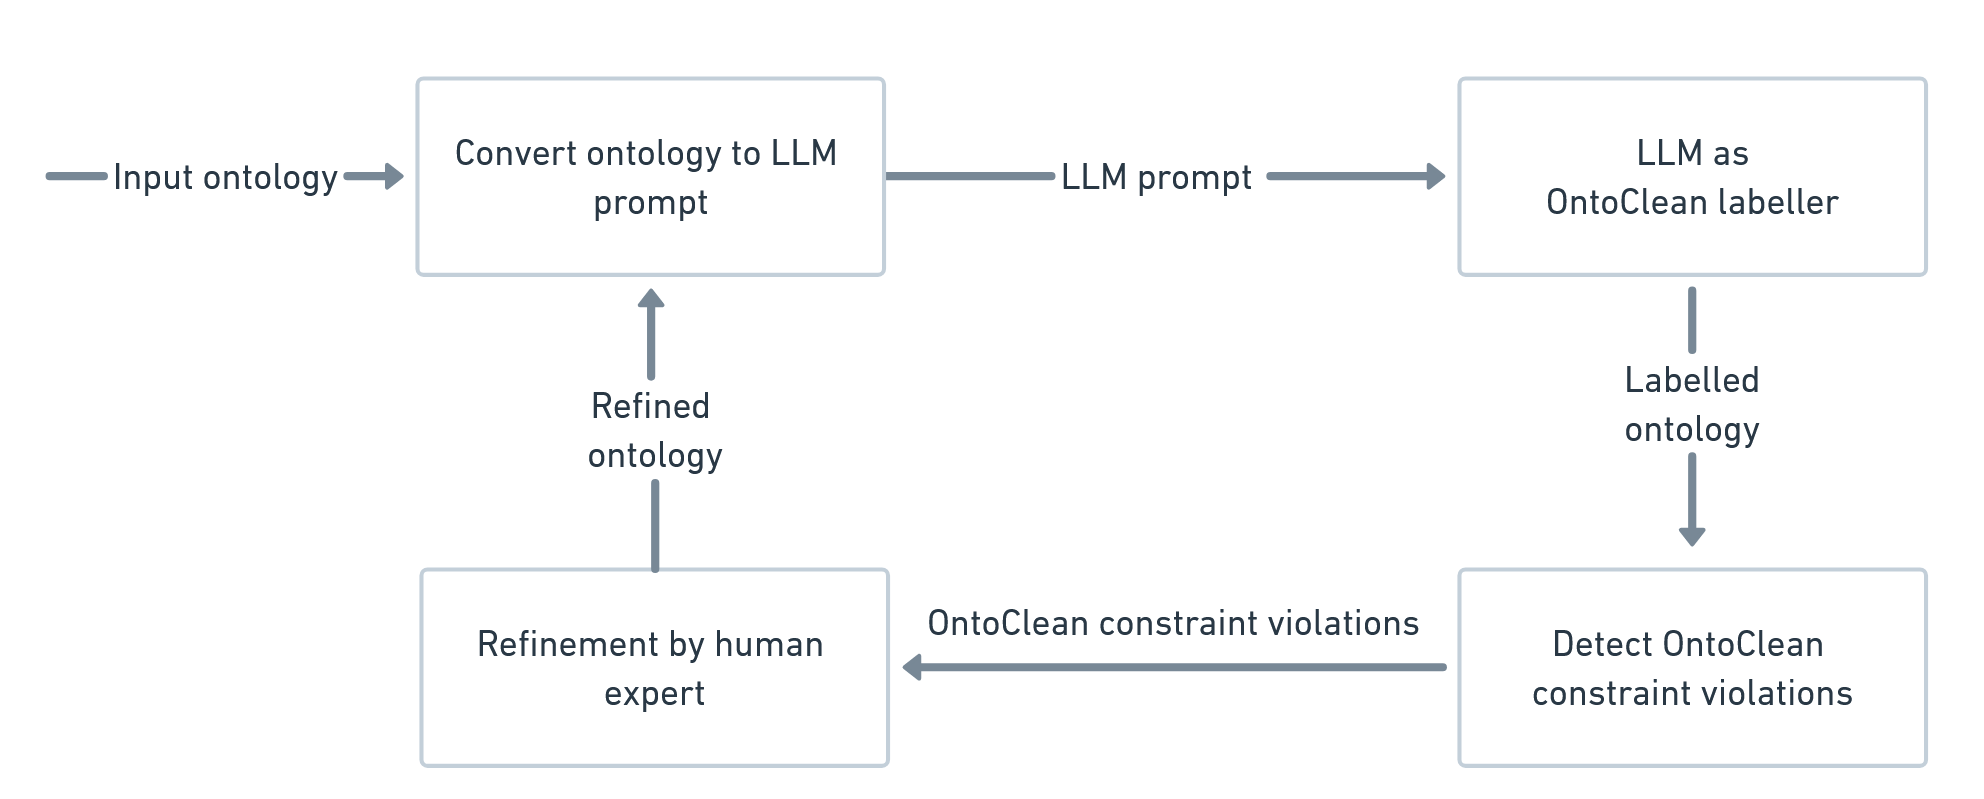 Input ontology
Convert ontology to LLM
prompt
LLM prompt
LLM as
OntoClean labeller
Refined
ontology
Labelled
ontology
Refinement by human
expert
OntoClean constraint violations
Detect OntoClean
constraint violations